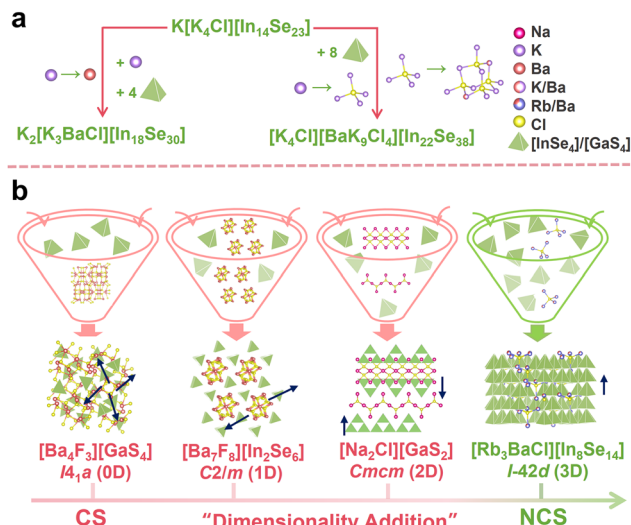 a
K[K₄Cl][In₁₄Se₂₃]
+
+ 4
+ 8
K₂[K₃BaCl][In₁₈Se₃₀]
[K₄Cl][BaK₉Cl₄][In₂₂Se₃₈]
Na
K
Ba
K/Ba
Rb/Ba
Cl
[InSe₄]/[GaS₄]
b
[Ba₄F₃][GaS₄]
I4₁a (0D)
[Ba₇F₈][In₂Se₆]
C2/m (1D)
[Na₂Cl][GaS₂]
Cmcm (2D)
[Rb₃BaCl][In₈Se₁₄]
I-42d (3D)
CS
"Dimensionality Addition"
NCS